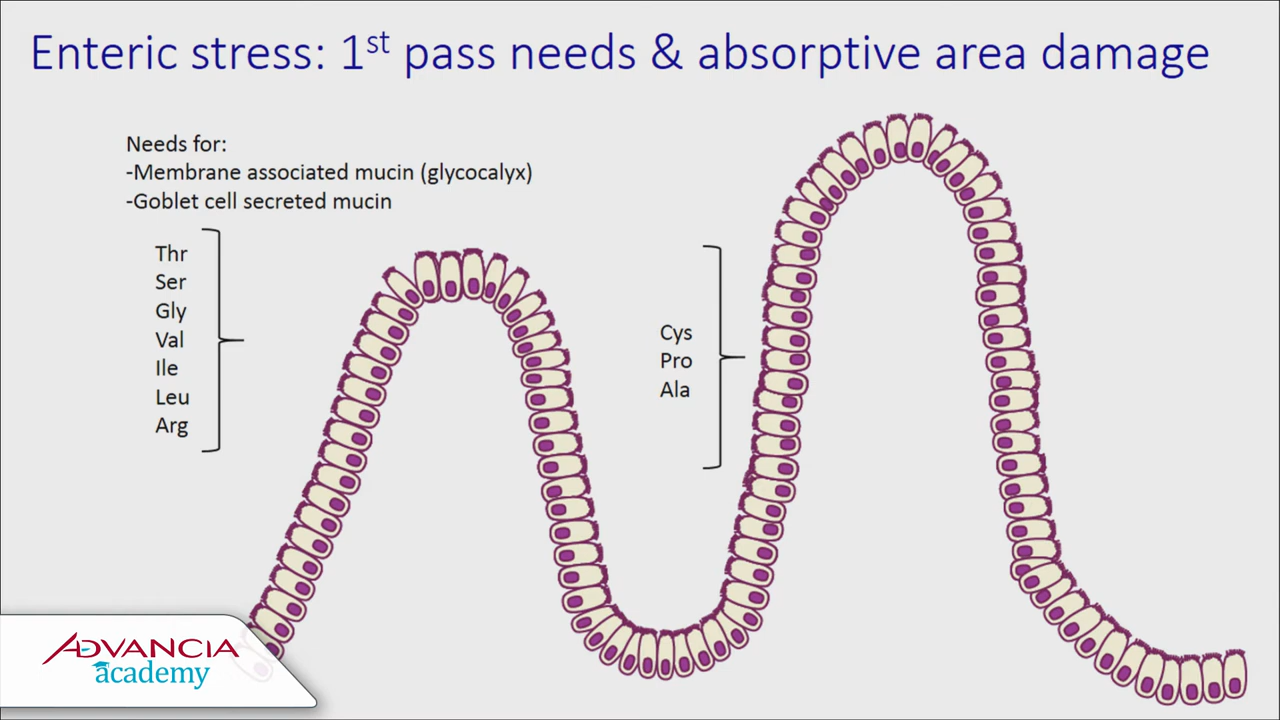 Enteric stress: 1st pass needs & absorptive area damage
Needs for:
-Membrane associated mucin (glycocalyx)
-Goblet cell secreted mucin
Thr
Ser
Gly
Val
Ile
Leu
Arg
Cys
Pro
Ala
ADVANCIA
academy